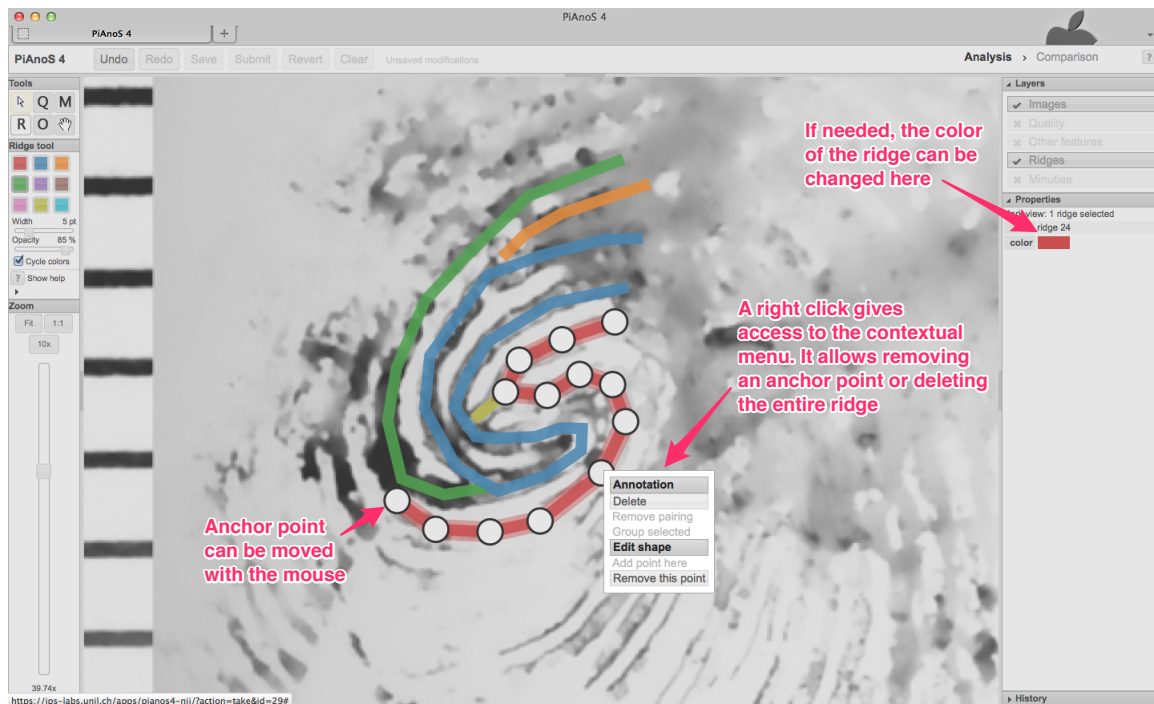 PiAnoS 4
PiAnoS 4
+
PiAnoS 4
Undo
Redo
Save
Submit
Revert
Clear
Unsaved modifications
Analysis › Comparison
?
Tools
Q M
R O
Ridge tool
Width 5 pt
Opacity 85 %
Cycle colors
? Show help
Zoom
Fit 1:1
10x
39.74x
If needed, the color
of the ridge can be
changed here
A right click gives
access to the contextual
menu. It allows removing
an anchor point or deleting
the entire ridge
Anchor point
can be moved
with the mouse
Annotation
Delete
Remove pairing
Group selected
Edit shape
Add point here
Remove this point
Layers
Images
Quality
Other features
Ridges
Minutiae
Properties
view: 1 ridge selected
ridge 24
color
History
https://ips-labs.unil.ch/apps/pianos4-nij/?action=take&id=29#